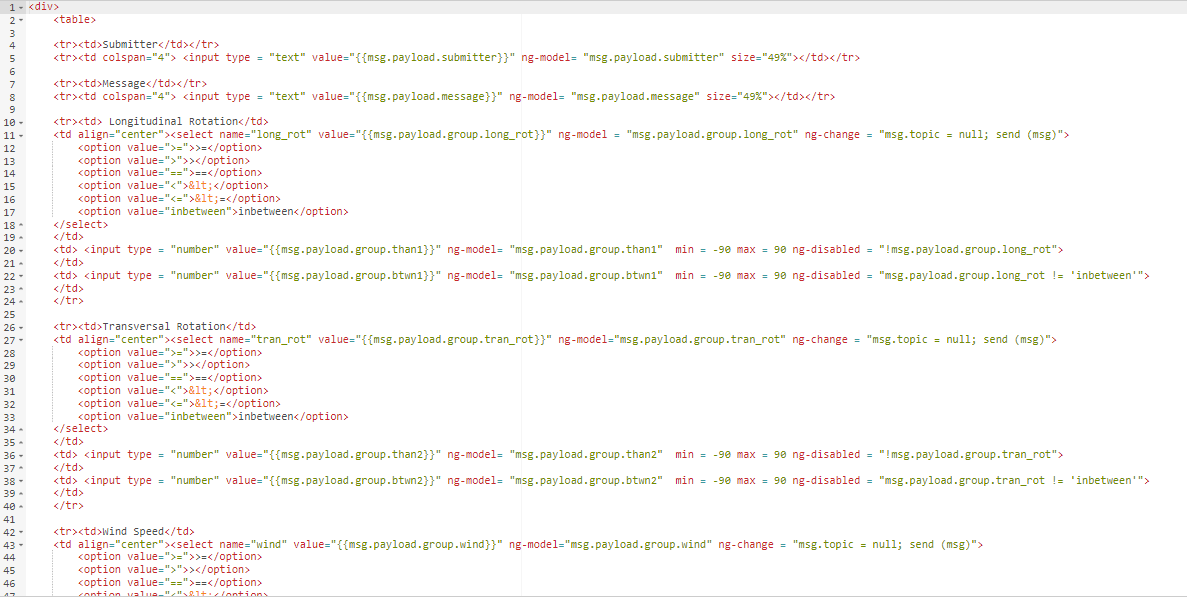 1 <div>
2 <table>
3
4 <tr><td>Submitter</td></tr>
5 <tr><td colspan="4"> <input type = "text" value="{{msg.payload.submitter}}" ng-model= "msg.payload.submitter" size="49%"></td></tr>
6
7 <tr><td>Message</td></tr>
8 <tr><td colspan="4"> <input type = "text" value="{{msg.payload.message}}" ng-model= "msg.payload.message" size="49%"></td></tr>
9
10 <tr><td> Longitudinal Rotation</td>
11 <td align="center"><select name="long_rot" value="{{msg.payload.group.long_rot}}" ng-model = "msg.payload.group.long_rot" ng-change = "msg.topic = null; send (msg)">
12 <option value=">=">>=</option>
13 <option value=">">></option>
14 <option value="==">==</option>
15 <option value="<">&lt;</option>
16 <option value="<=">&lt;=</option>
17 <option value="inbetween">inbetween</option>
18 </select>
19 </td>
20 <td> <input type = "number" value="{{msg.payload.group.than1}}" ng-model= "msg.payload.group.than1"  min = -90 max = 90 ng-disabled = "!msg.payload.group.long_rot">
21 </td>
22 <td> <input type = "number" value="{{msg.payload.group.btwn1}}" ng-model= "msg.payload.group.btwn1"  min = -90 max = 90 ng-disabled = "msg.payload.group.long_rot != 'inbetween'">
23 </td>
24 </tr>
25
26 <tr><td>Transversal Rotation</td>
27 <td align="center"><select name="tran_rot" value="{{msg.payload.group.tran_rot}}" ng-model="msg.payload.group.tran_rot" ng-change = "msg.topic = null; send (msg)">
28 <option value=">=">>=</option>
29 <option value=">">></option>
30 <option value="==">==</option>
31 <option value="<">&lt;</option>
32 <option value="<=">&lt;=</option>
33 <option value="inbetween">inbetween</option>
34 </select>
35 </td>
36 <td> <input type = "number" value="{{msg.payload.group.than2}}" ng-model= "msg.payload.group.than2"  min = -90 max = 90 ng-disabled = "!msg.payload.group.tran_rot">
37 </td>
38 <td> <input type = "number" value="{{msg.payload.group.btwn2}}" ng-model= "msg.payload.group.btwn2"  min = -90 max = 90 ng-disabled = "msg.payload.group.tran_rot != 'inbetween'">
39 </td>
40 </tr>
41
42 <tr><td>Wind Speed</td>
43 <td align="center"><select name="wind" value="{{msg.payload.group.wind}}" ng-model="msg.payload.group.wind" ng-change = "msg.topic = null; send (msg)">
44 <option value=">=">>=</option>
45 <option value=">">></option>
46 <option value="==">==</option>
47 <option value="<">&lt;</option>